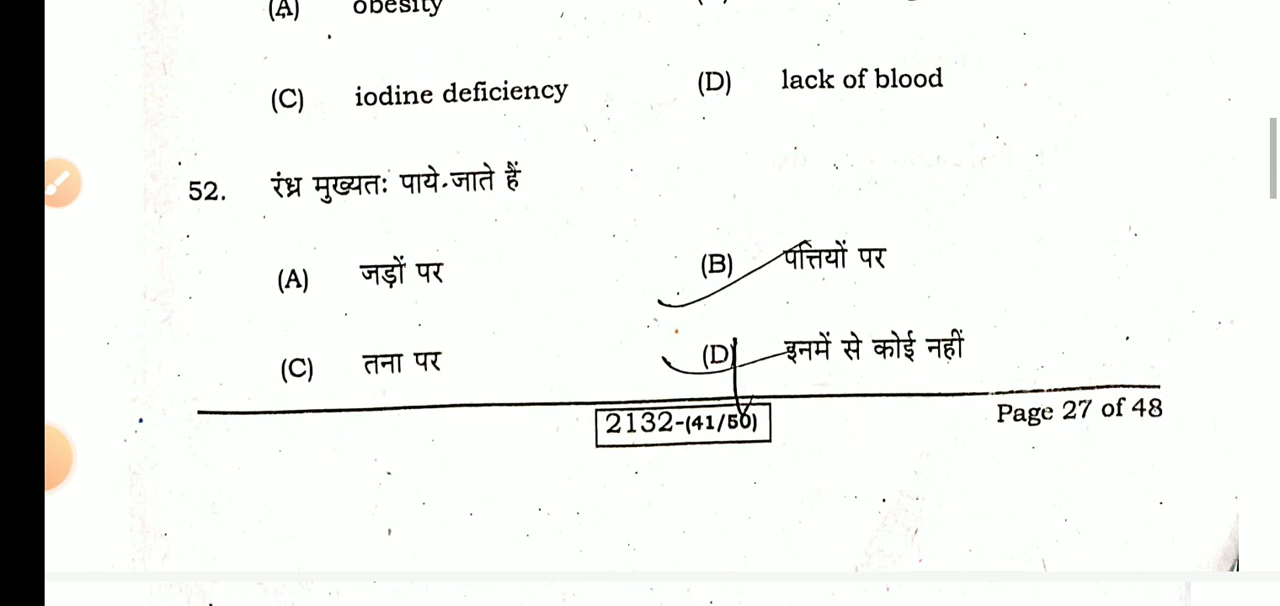 (A) obesity
(C) iodine deficiency (D) lack of blood
52. रंध्र मुख्यतः पाये जाते हैं
(A) जड़ों पर (B) पत्तियों पर
(C) तना पर (D) इनमें से कोई नहीं
2132-(41/50) Page 27 of 48